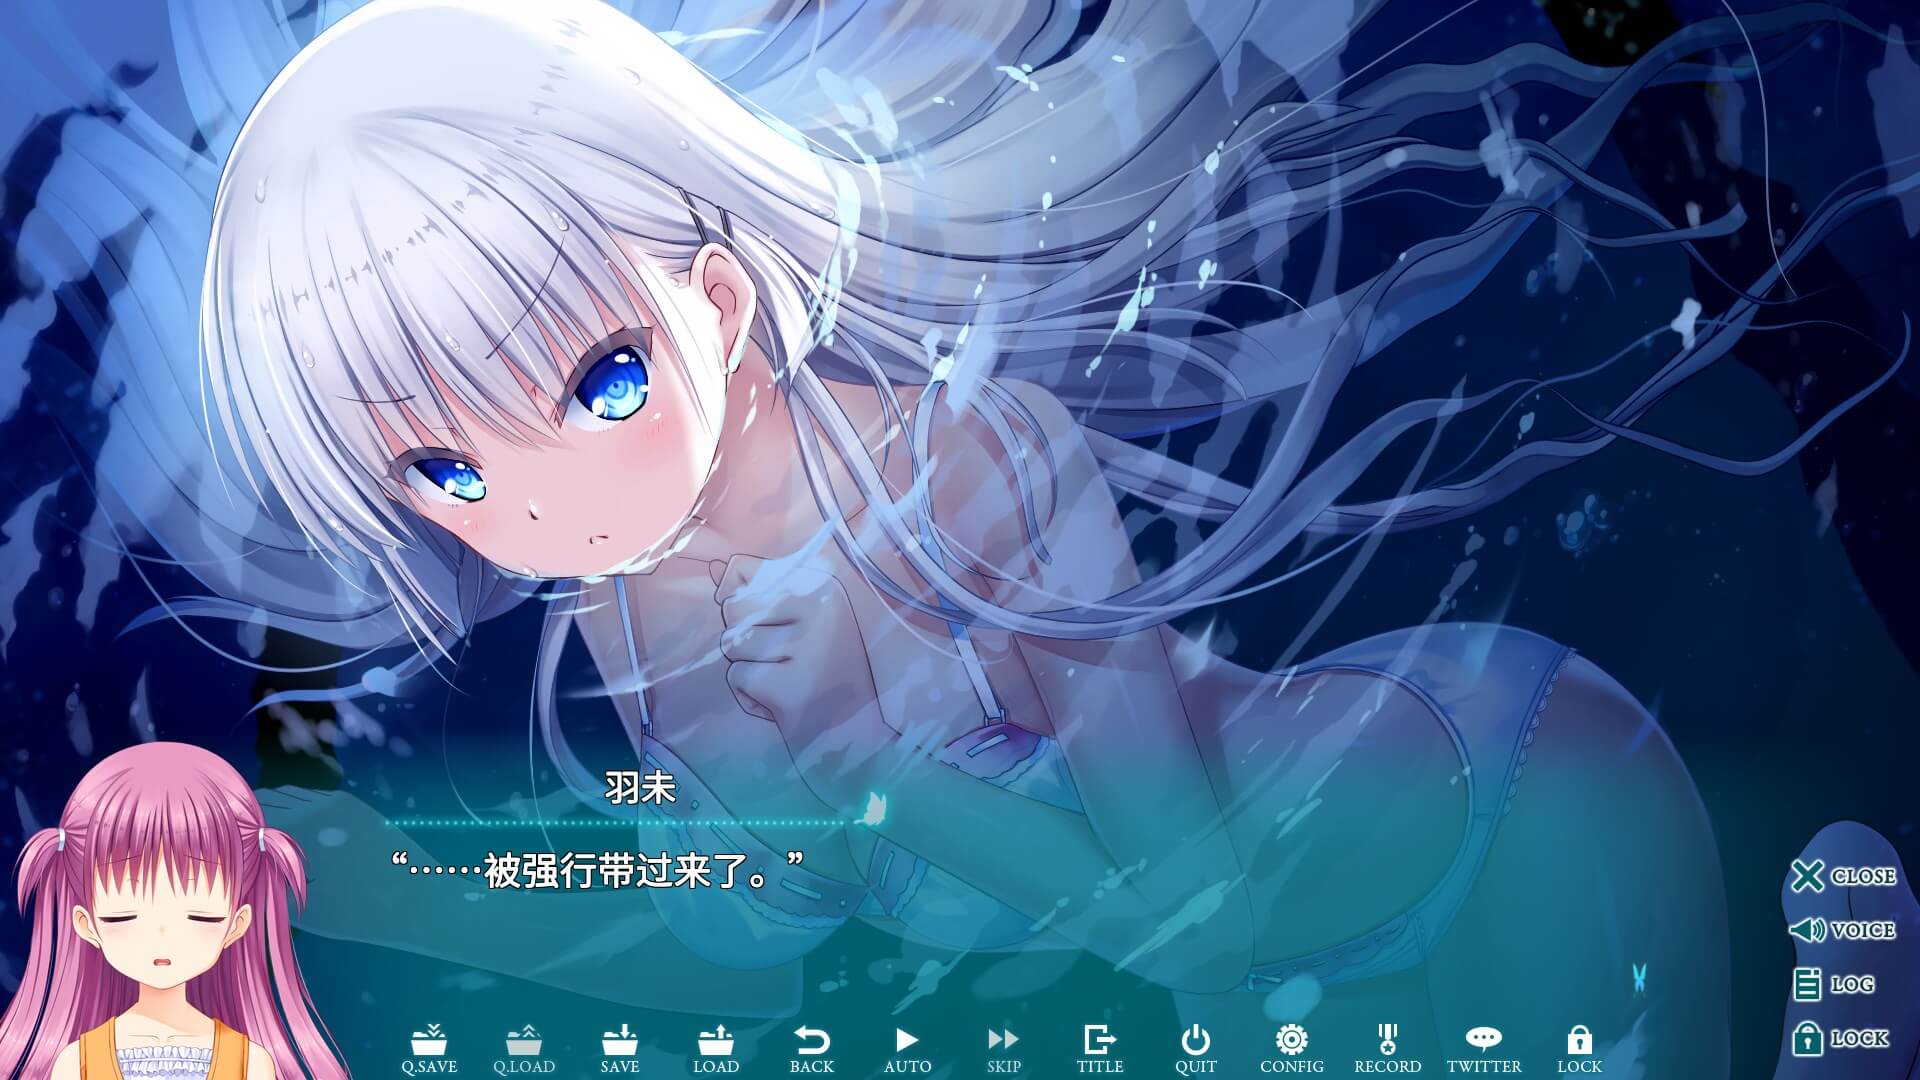 羽未
“……被强行带过来了。”
CLOSE
VOICE
LOG
LOCK
Q.SAVE Q.LOAD SAVE LOAD BACK AUTO SKIP TITLE QUIT CONFIG RECORD TWITTER LOCK